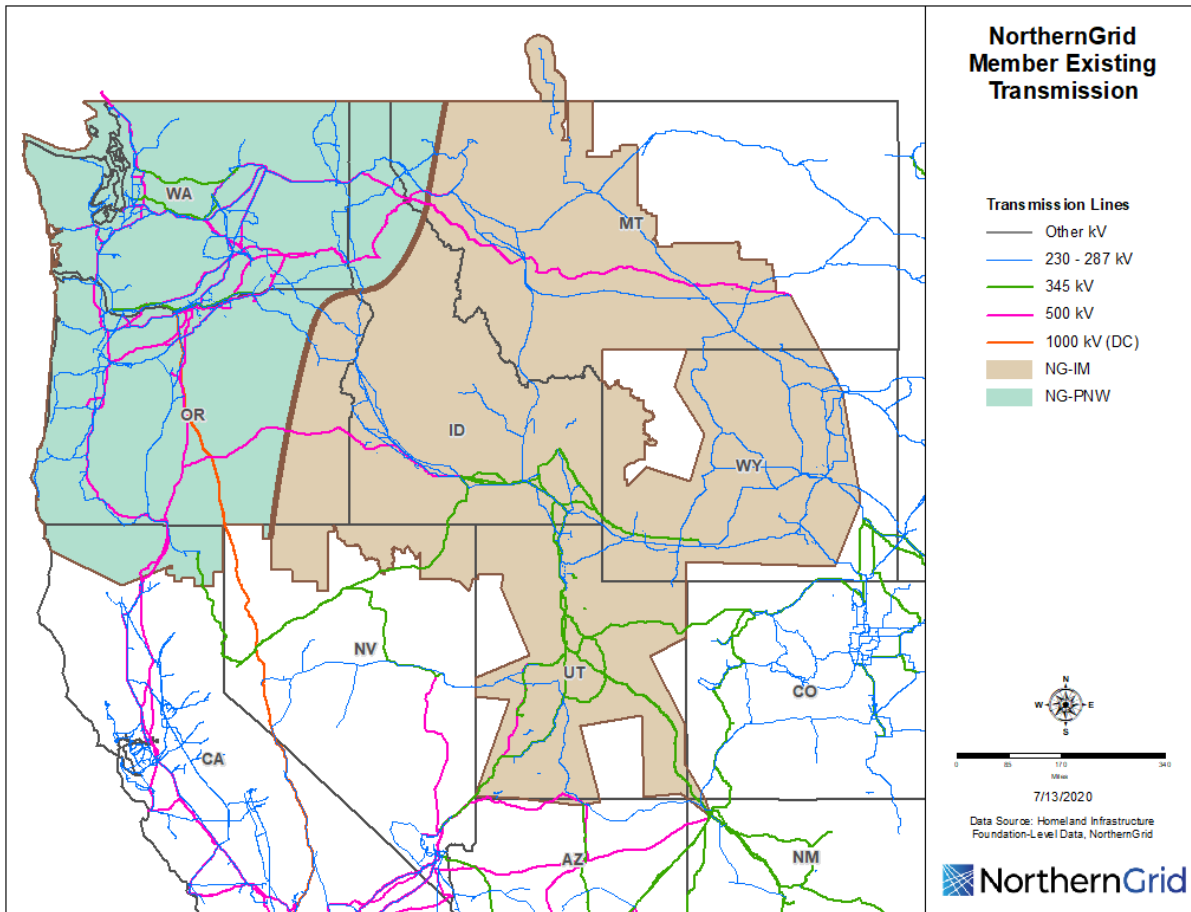 NorthernGrid
Member Existing
Transmission
Transmission Lines
Other kV
230 - 287 kV
345 kV
500 kV
1000 kV (DC)
NG-IM
NG-PNW
WA
MT
OR
ID
WY
NV
UT
CO
CA
AZ
NM
N
W E
S
0 85 170 340
Miles
7/13/2020
Data Source: Homeland Infrastructure
Foundation-Level Data, NorthernGrid
NorthernGrid